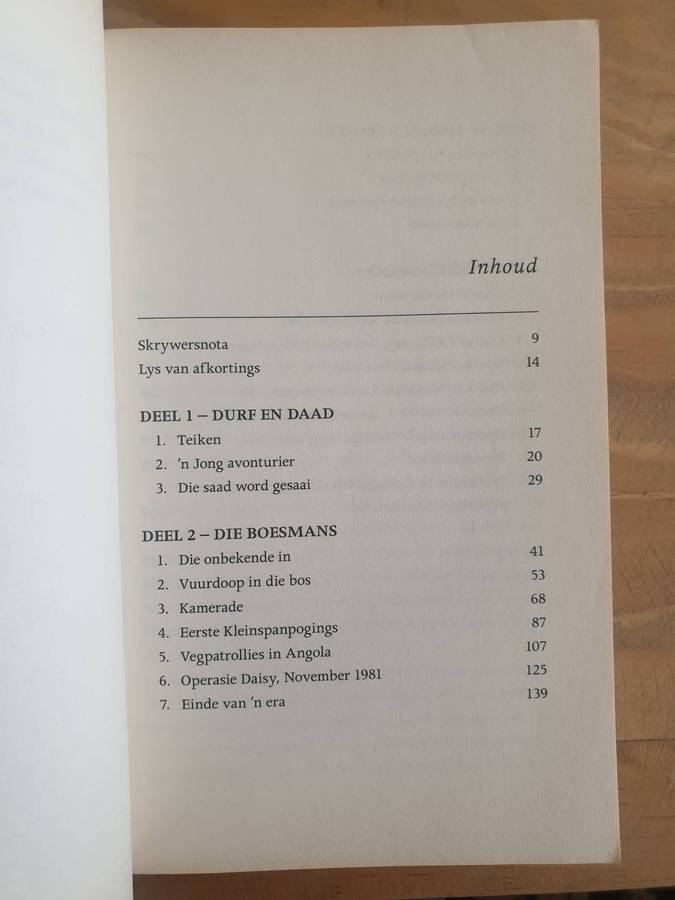 Inhoud
Skrywersnota 9
Lys van afkortings 14
DEEL 1 – DURF EN DAAD
1. Teiken 17
2. 'n Jong avonturier 20
3. Die saad word gesaai 29
DEEL 2 – DIE BOESMANS
1. Die onbekende in 41
2. Vuurdoop in die bos 53
3. Kamerade 68
4. Eerste Kleinspanpogings 87
5. Vegpatrollies in Angola 107
6. Operasie Daisy, November 1981 125
7. Einde van 'n era 139